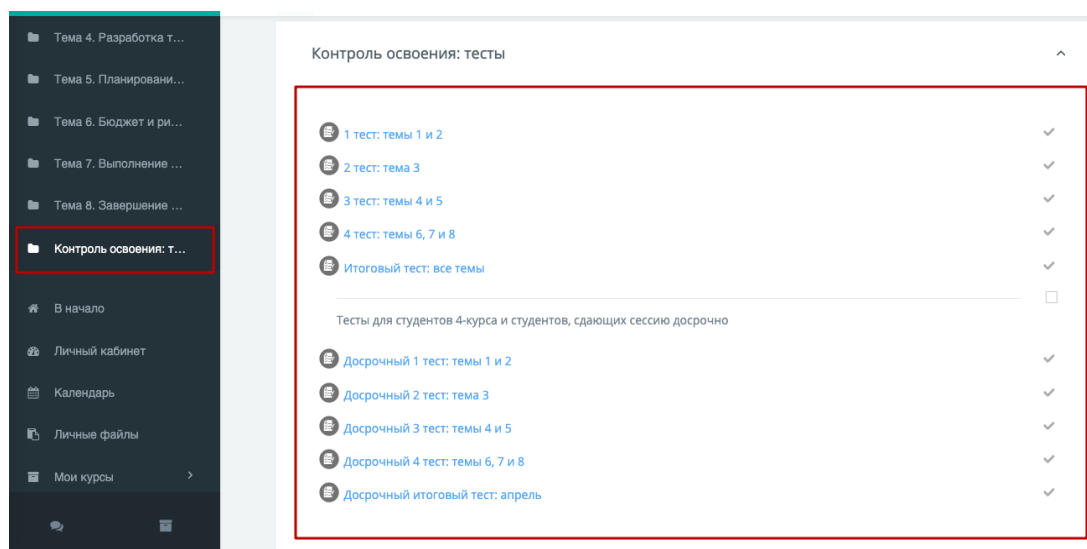 Тема 4. Разработка т...
Тема 5. Планировани...
Тема 6. Бюджет и ри...
Тема 7. Выполнение ...
Тема 8. Завершение ...
Контроль освоения: т...
В начало
Личный кабинет
Календарь
Личные файлы
Мои курсы
Контроль освоения: тесты
1 тест: темы 1 и 2
2 тест: тема 3
3 тест: темы 4 и 5
4 тест: темы 6, 7 и 8
Итоговый тест: все темы
Тесты для студентов 4-курса и студентов, сдающих сессию досрочно
Досрочный 1 тест: темы 1 и 2
Досрочный 2 тест: тема 3
Досрочный 3 тест: темы 4 и 5
Досрочный 4 тест: темы 6, 7 и 8
Досрочный итоговый тест: апрель